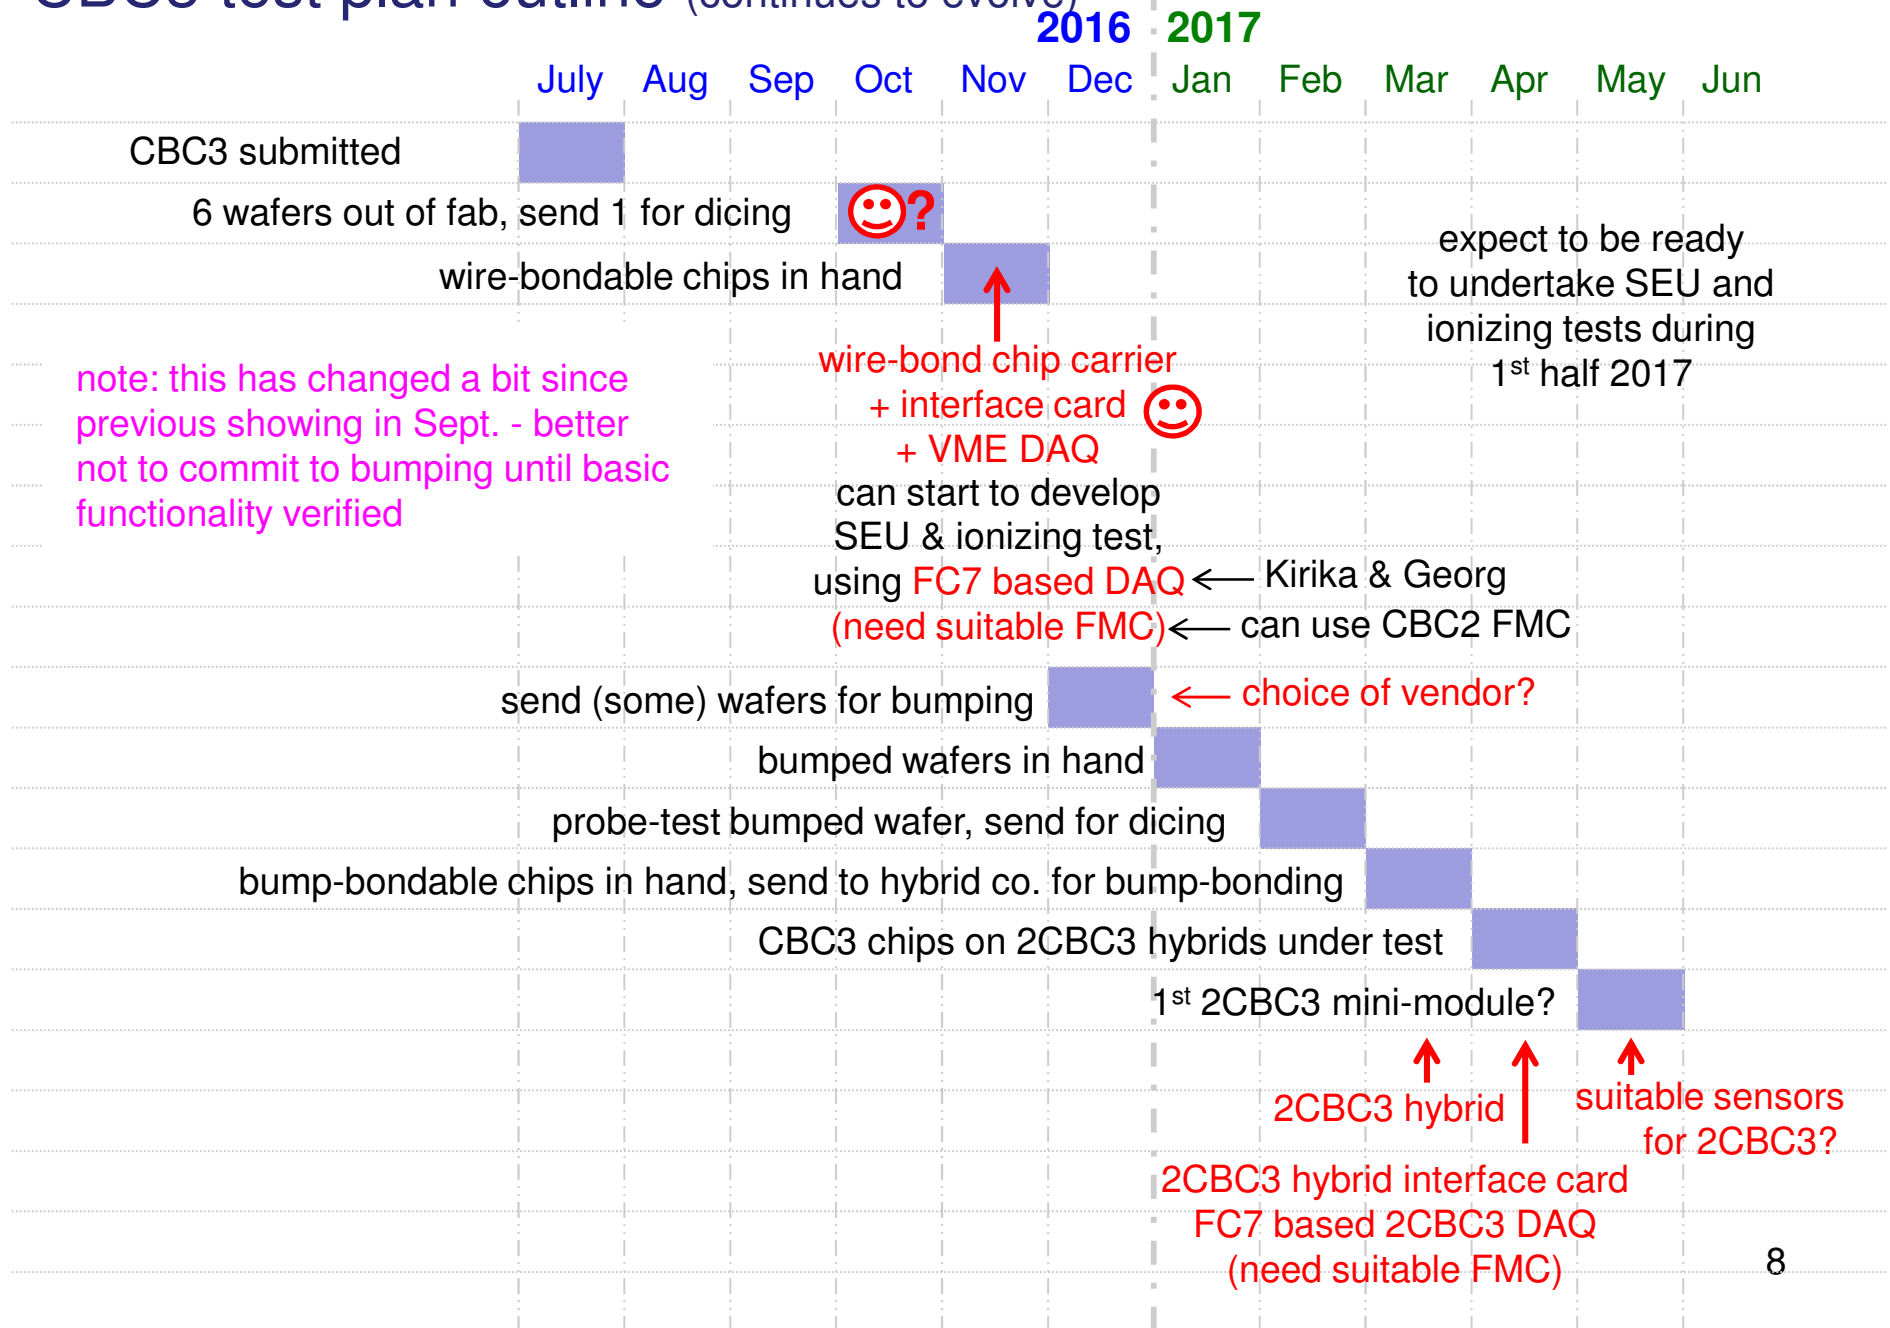 CBC3 test plan outline (continues to evolve)
2016 2017
July Aug Sep Oct Nov Dec Jan Feb Mar Apr May Jun
CBC3 submitted
6 wafers out of fab, send 1 for dicing
?
wire-bondable chips in hand
expect to be ready
to undertake SEU and
ionizing tests during
1st half 2017
note: this has changed a bit since
previous showing in Sept. - better
not to commit to bumping until basic
functionality verified
wire-bond chip carrier
+ interface card
+ VME DAQ
can start to develop
SEU & ionizing test,
using FC7 based DAQ
(need suitable FMC)
Kirika & Georg
can use CBC2 FMC
send (some) wafers for bumping
choice of vendor?
bumped wafers in hand
probe-test bumped wafer, send for dicing
bump-bondable chips in hand, send to hybrid co. for bump-bonding
CBC3 chips on 2CBC3 hybrids under test
1st 2CBC3 mini-module?
2CBC3 hybrid
suitable sensors
for 2CBC3?
2CBC3 hybrid interface card
FC7 based 2CBC3 DAQ
(need suitable FMC)
8